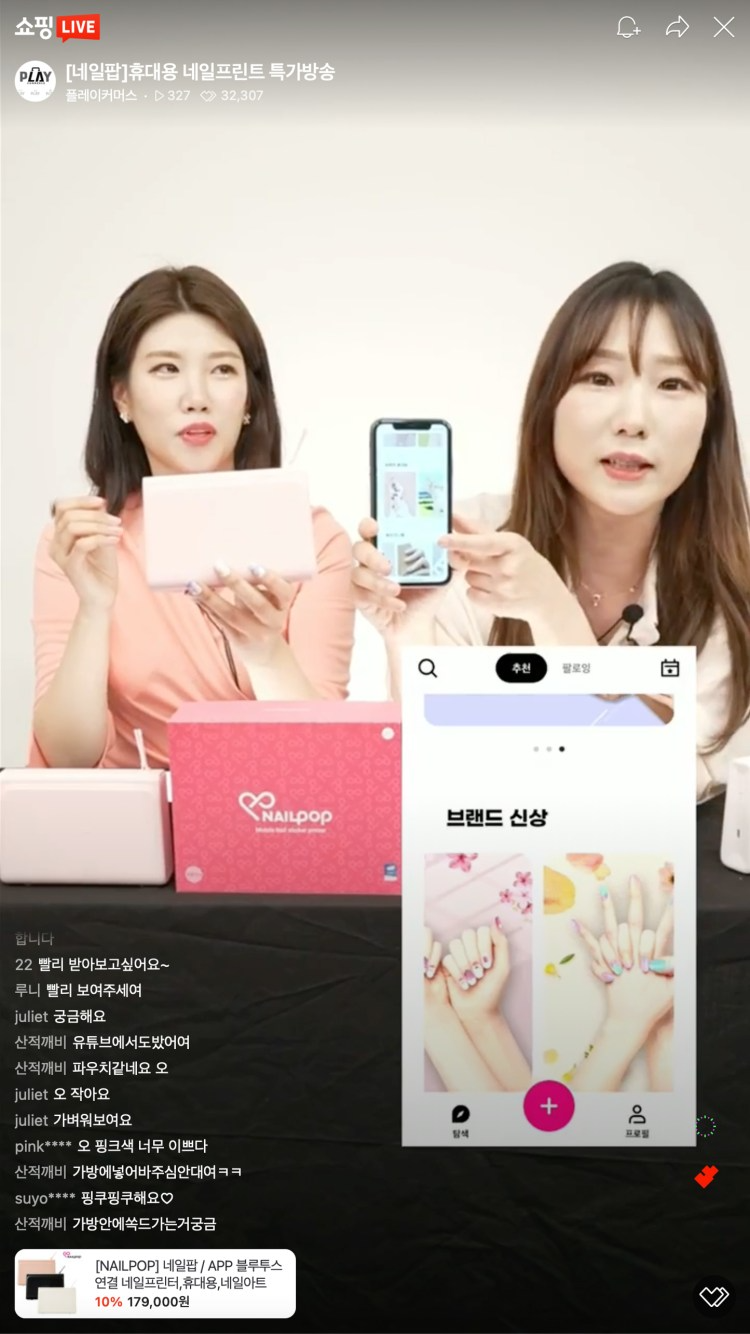 쇼핑 LIVE
PLAY
[네일팝]휴대용 네일프린트 특가방송
플레이커머스 · ▷ 327 32,307
추천 팔로잉
브랜드 신상
NAILPOP
탐색
프로필
합니다
22 빨리 받아보고싶어요~
루니 빨리 보여주세여
juliet 궁금해요
산적깨비 유튜브에서도봤어여
산적깨비 파우치같네요 오
juliet 오 작아요
juliet 가벼워보여요
pink**** 오 핑크색 너무 이쁘다
산적깨비 가방에넣어바주심안대여ㅋㅋ
suyo**** 핑쿠핑쿠해요♡
산적깨비 가방안에쏙드가는거궁금
[NAILPOP] 네일팝 / APP 블루투스
연결 네일프린터,휴대용,네일아트
10% 179,000원